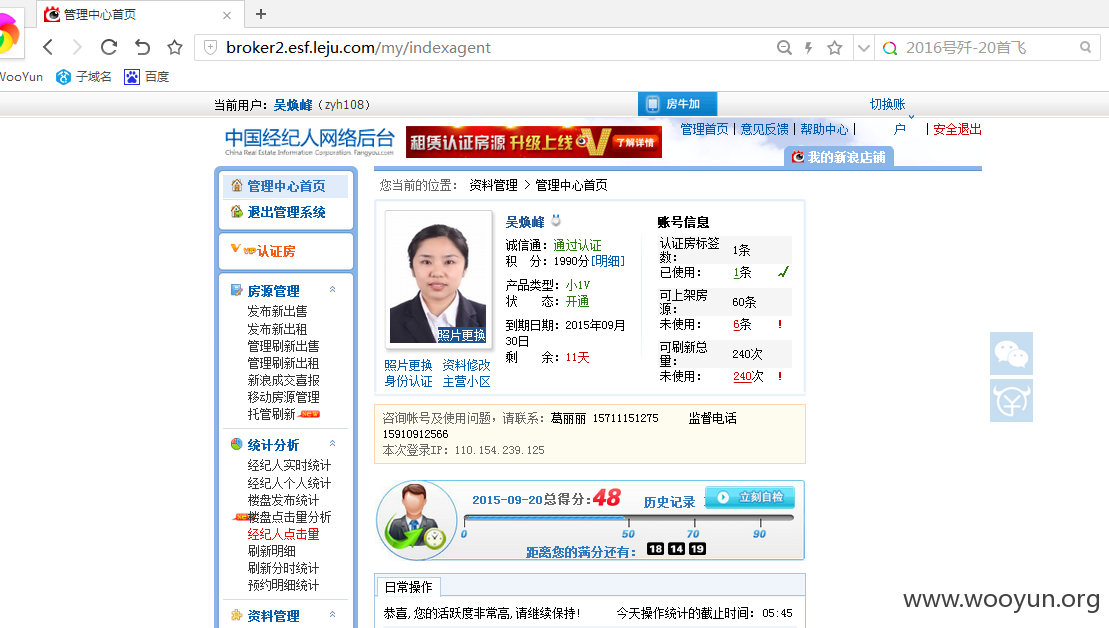 管理中心首页
broker2.esf.leju.com/my/indexagent
2016号歼-20首飞
WooYun 子域名 百度
当前用户：吴焕峰（zyh108）
房牛加
切换账户
中国经纪人网络后台
China Real Estate Information Corporation. Fangyou.com
租赁认证房源 升级上线 V 了解详情
管理首页 | 意见反馈 | 帮助中心 | | 安全退出
我的新浪店铺
管理中心首页
退出管理系统
VIP认证房
房源管理
发布新出售
发布新出租
管理刷新出售
管理刷新出租
新浪成交喜报
移动房源管理
托管刷新 NEW
统计分析
经纪人实时统计
经纪人个人统计
楼盘发布统计
楼盘点击量分析
经纪人点击量
刷新明细
刷新分时统计
预约明细统计
资料管理
您当前的位置： 资料管理 > 管理中心首页
照片更换
照片更换 资料修改
身份认证 主营小区
吴焕峰
诚信通：通过认证
积 分：1990分[明细]
产品类型：小1V
状 态：开通
到期日期：2015年09月30日
剩 余：11天
账号信息
认证房标签数： 1条
已使用： 1条
可上架房源： 60条
未使用： 6条 !
可刷新总量： 240次
未使用： 240次 !
咨询帐号及使用问题，请联系：葛丽丽 15711151275 监督电话
15910912566
本次登录IP：110.154.239.125
2015-09-20总得分：48 历史记录 立刻自检
0 50 70 90
距离您的满分还有： 18 14 19
日常操作
恭喜，您的活跃度非常高，请继续保持! 今天操作统计的截止时间：05:45
www.wooyun.org